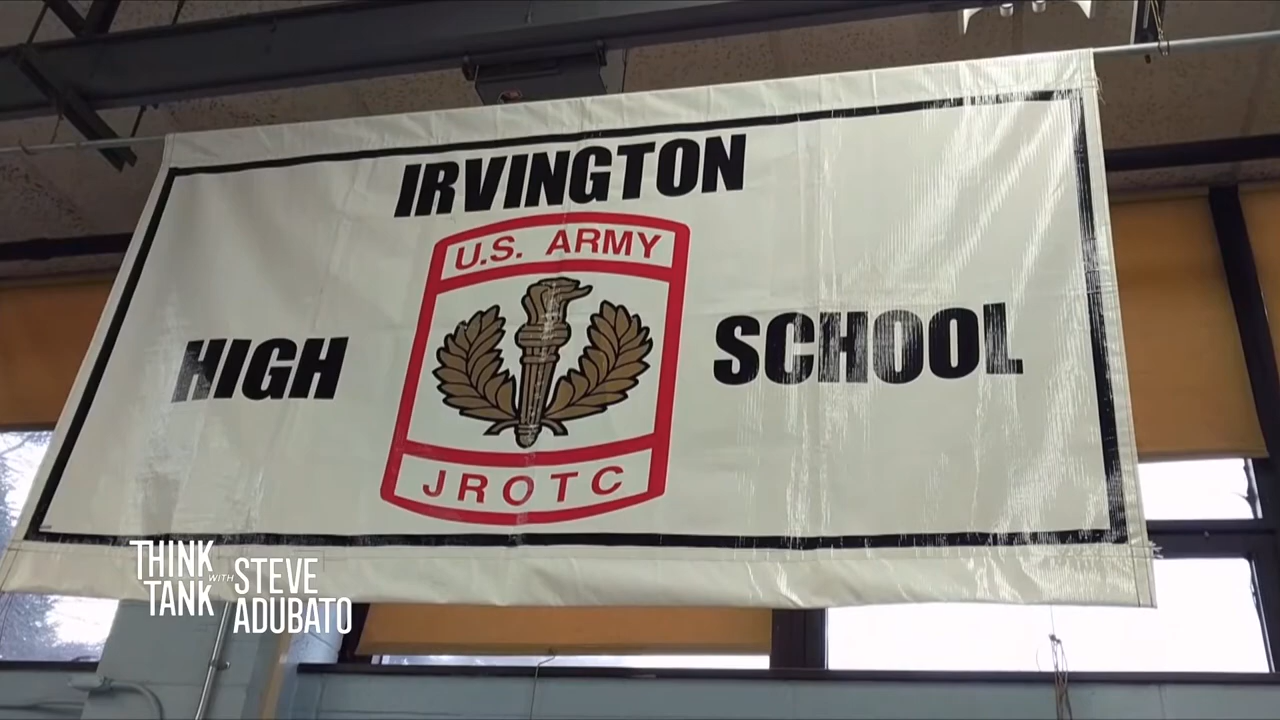 IRVINGTON
U.S. ARMY
HIGH
SCHOOL
JROTC
THINK
TANK
WITH
STEVE
ADUBATO